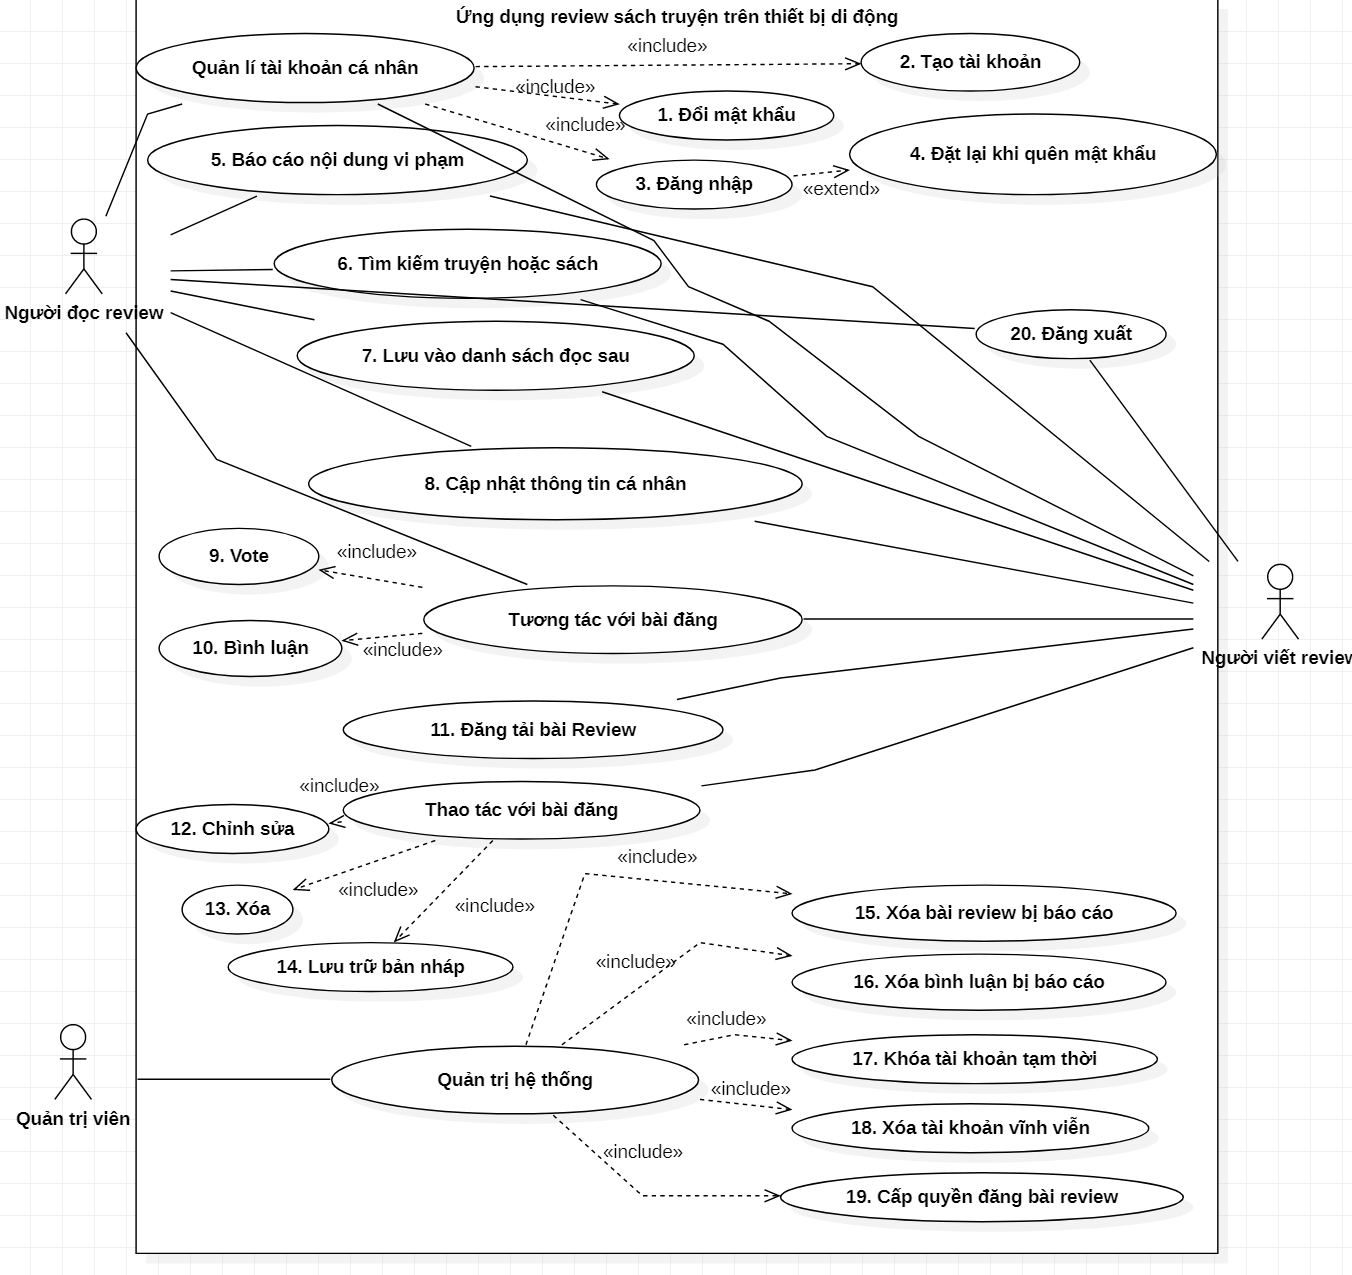 Ứng dụng review sách truyện trên thiết bị di động
«include»
Quản lí tài khoản cá nhân
2. Tạo tài khoản
«include»
1. Đổi mật khẩu
«include»
5. Báo cáo nội dung vi phạm
4. Đặt lại khi quên mật khẩu
3. Đăng nhập
«extend»
6. Tìm kiếm truyện hoặc sách
Người đọc review
20. Đăng xuất
7. Lưu vào danh sách đọc sau
8. Cập nhật thông tin cá nhân
9. Vote
«include»
Tương tác với bài đăng
10. Bình luận
«include»
Người viết review
11. Đăng tải bài Review
«include»
Thao tác với bài đăng
12. Chỉnh sửa
«include»
«include»
13. Xóa
«include»
15. Xóa bài review bị báo cáo
14. Lưu trữ bản nháp
«include»
16. Xóa bình luận bị báo cáo
«include»
17. Khóa tài khoản tạm thời
Quản trị hệ thống
«include»
Quản trị viên
18. Xóa tài khoản vĩnh viễn
«include»
19. Cấp quyền đăng bài review